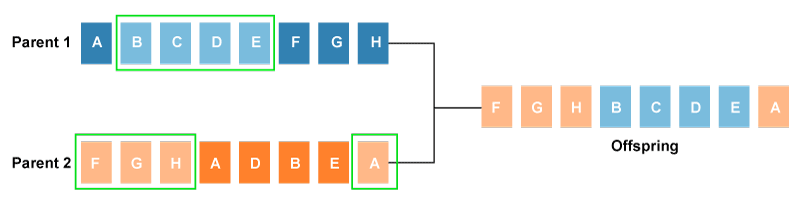 Parent 1 A B C D E F G H
F G H B C D E A
Offspring
Parent 2 F G H A D B E A